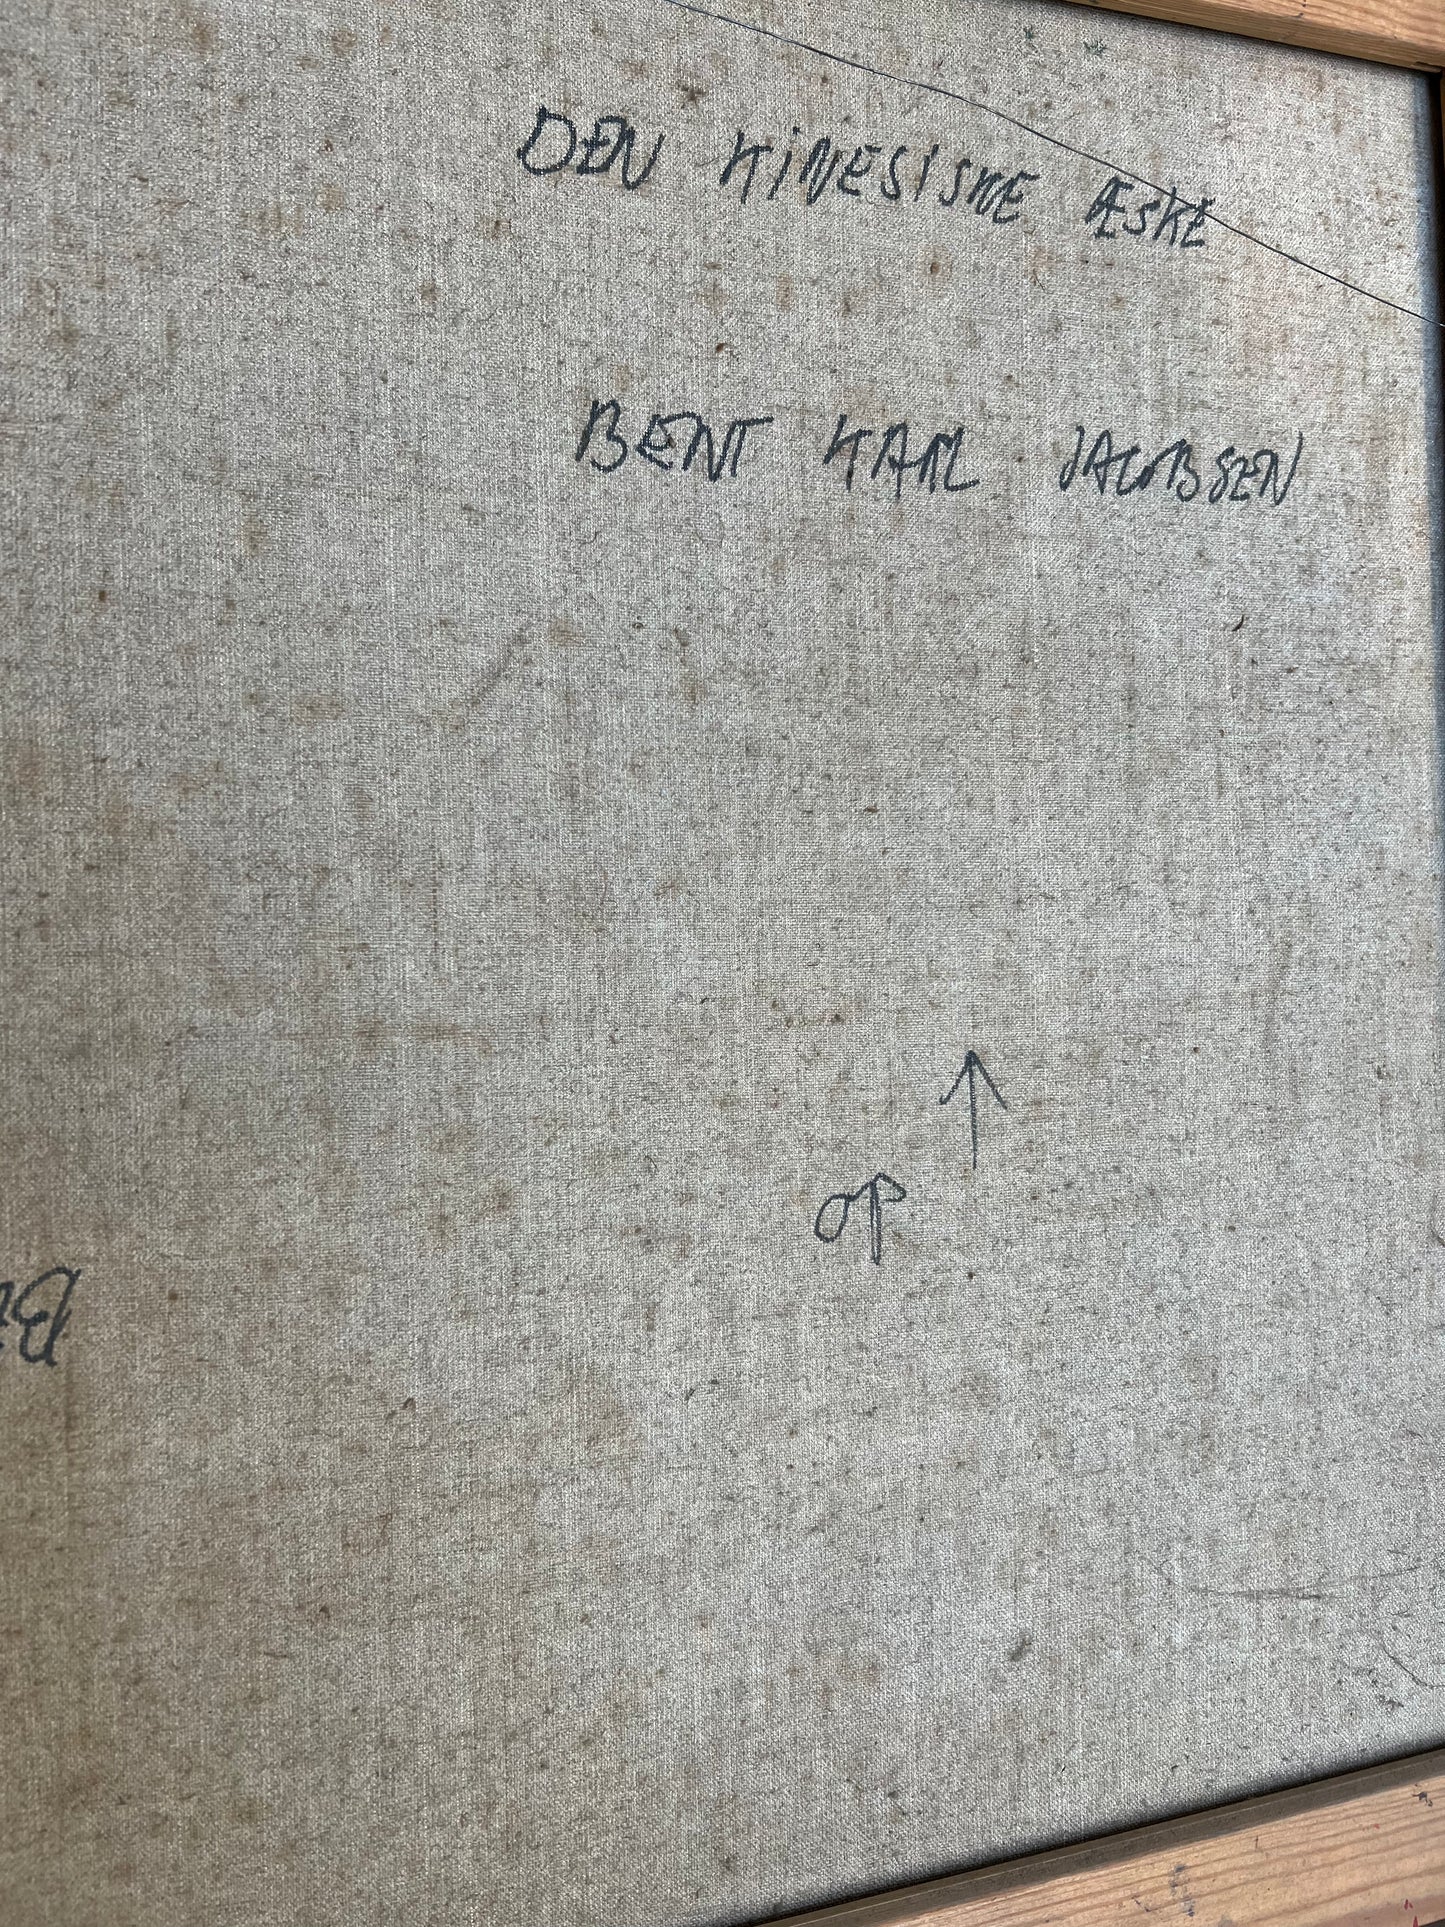 DEN KINESISKE ÆSKE
BENT KARL JACOBSEN
OP